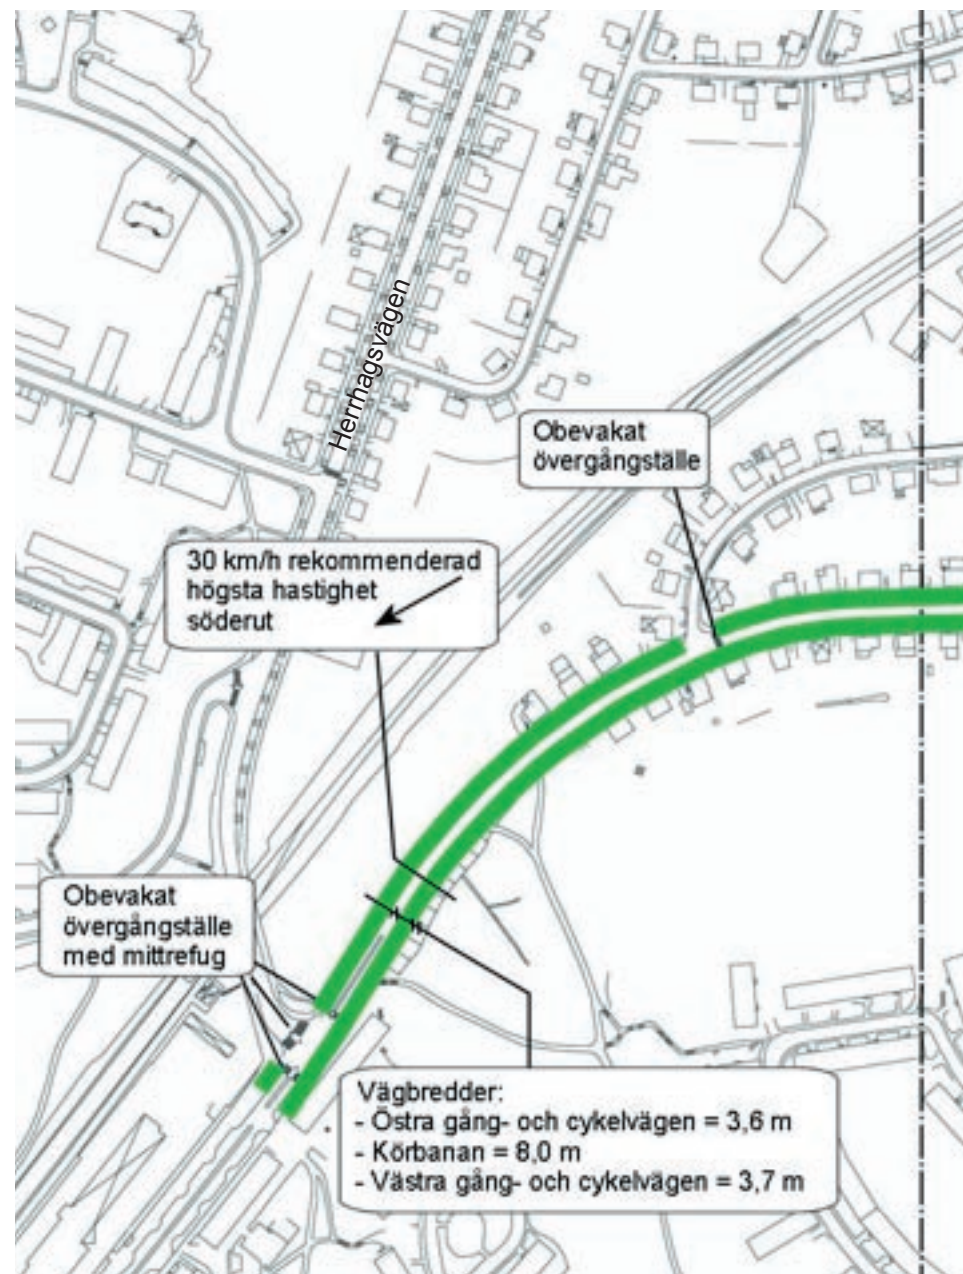 Herrhagsvägen
Obevakat
övergångställe
30 km/h rekommenderad
högsta hastighet
söderut
Obevakat
övergångställe
med mittrefug
Vägbredder:
- Östra gång- och cykelvägen = 3,6 m
- Körbanan = 8,0 m
- Västra gång- och cykelvägen = 3,7 m